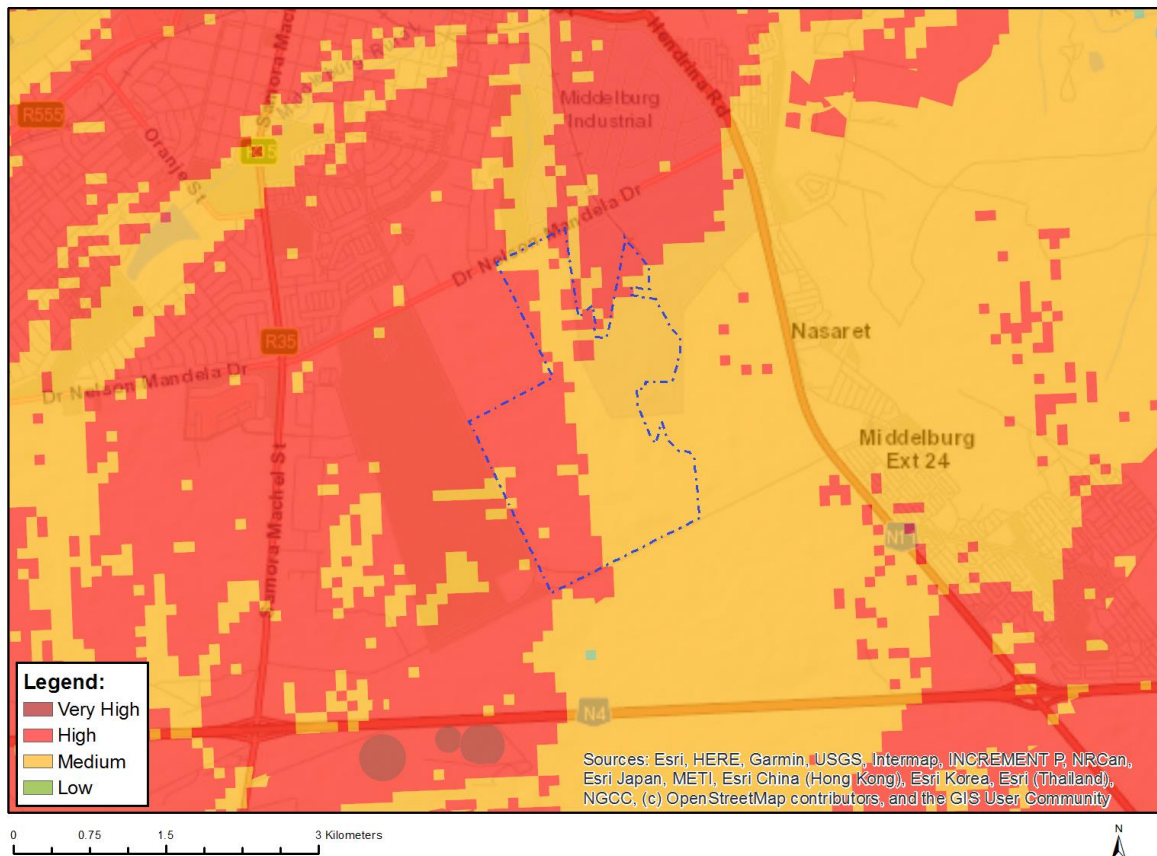 R555
Samora Mac
Middelburg Rural
Oranje St
Hendrina Rd
Middelburg
Industrial
Dr Nelson Mandela Dr
R35
Nasaret
Dr Nelson Mandela Dr
Samora Machel St
Middelburg
Ext 24
N11
N4
Legend:
Very High
High
Medium
Low
Sources: Esri, HERE, Garmin, USGS, Intermap, INCREMENT P, NRCan,
Esri Japan, METI, Esri China (Hong Kong), Esri Korea, Esri (Thailand),
NGCC, (c) OpenStreetMap contributors, and the GIS User Community
0 0.75 1.5 3 Kilometers
N